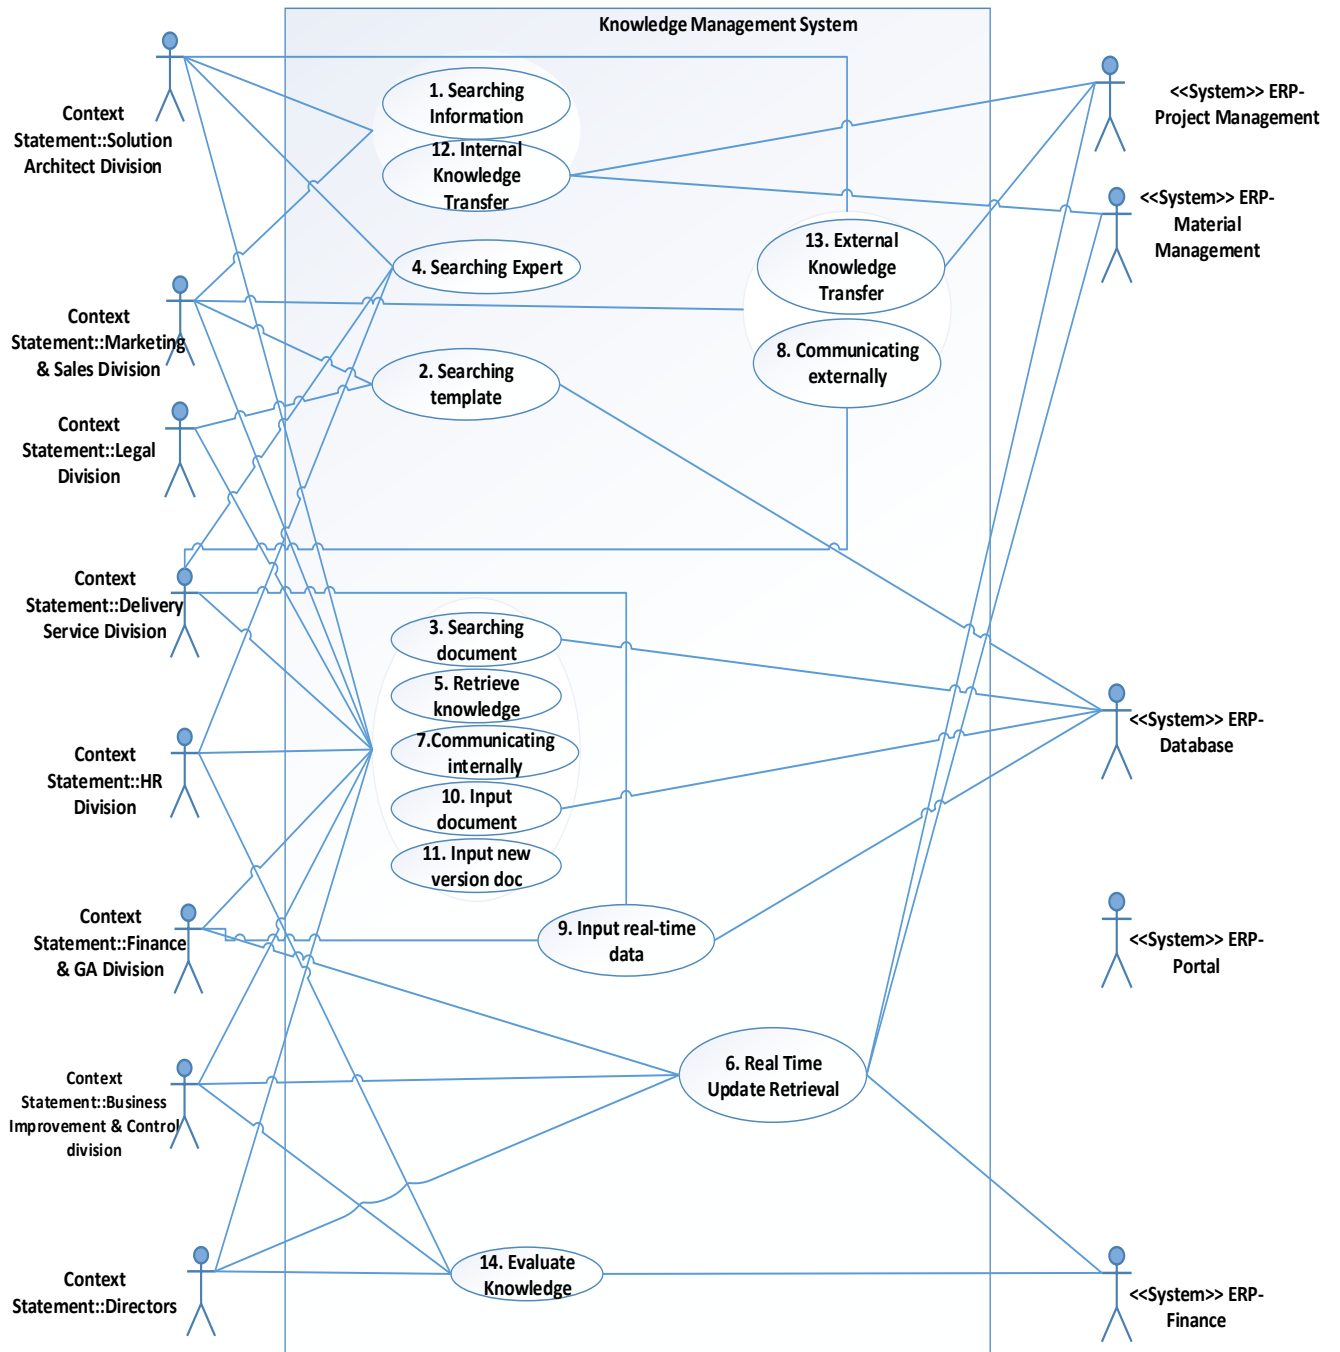 Knowledge Management System
Context
Statement::Solution
Architect Division
1. Searching
Information
12. Internal
Knowledge
Transfer
<<System>> ERP-
Project Management
<<System>> ERP-
Material
Management
13. External
Knowledge
Transfer
4. Searching Expert
Context
Statement::Marketing
& Sales Division
8. Communicating
externally
2. Searching
template
Context
Statement::Legal
Division
Context
Statement::Delivery
Service Division
3. Searching
document
5. Retrieve
knowledge
7.Communicating
internally
10. Input
document
11. Input new
version doc
<<System>> ERP-
Database
Context
Statement::HR
Division
Context
Statement::Finance
& GA Division
9. Input real-time
data
<<System>> ERP-
Portal
6. Real Time
Update Retrieval
Context
Statement::Business
Improvement & Control
division
14. Evaluate
Knowledge
Context
Statement::Directors
<<System>> ERP-
Finance